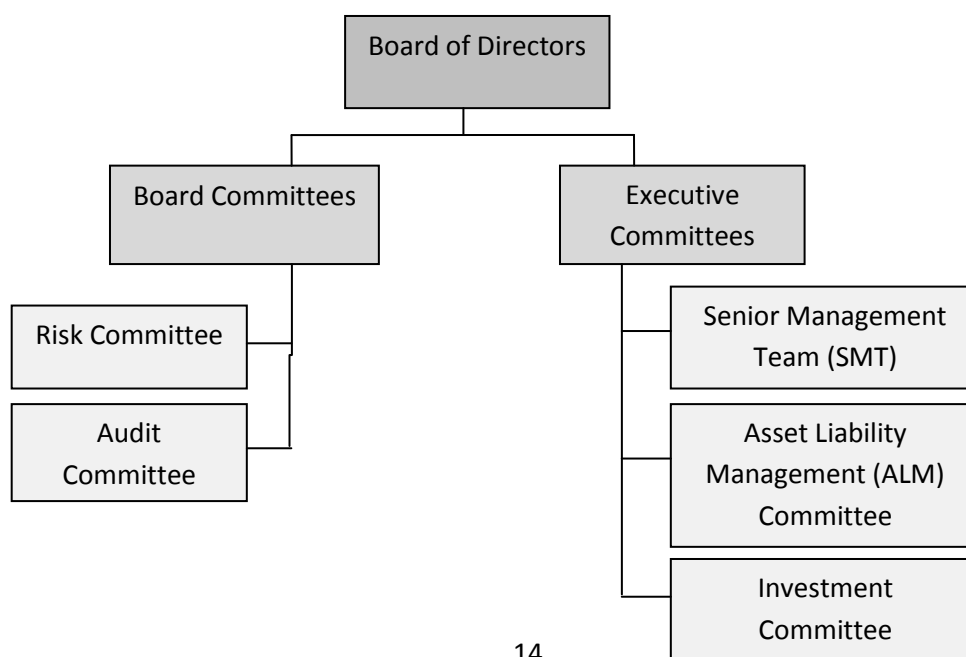 Board of Directors
Board Committees
Executive
Committees
Risk Committee
Audit
Committee
Senior Management
Team (SMT)
Asset Liability
Management (ALM)
Committee
Investment
Committee
14